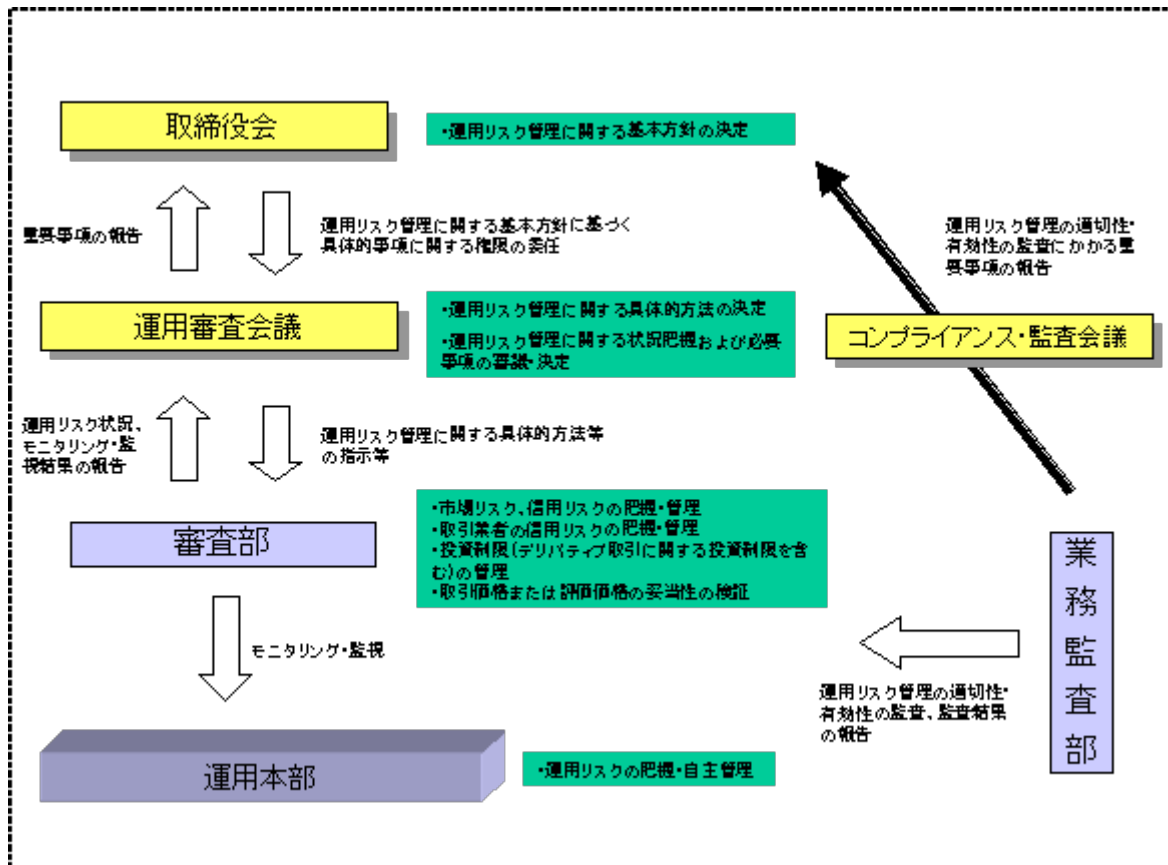 取締役会
・運用リスク管理に関する基本方針の決定
重要事項の報告
運用リスク管理に関する基本方針に基づく
具体的事項に関する権限の委任
運用リスク管理の適切性・
有効性の監査にかかる重
要事項の報告
運用審査会議
・運用リスク管理に関する具体的方法の決定
・運用リスク管理に関する状況把握および必要
事項の審議・決定
コンプライアンス・監査会議
運用リスク状況、
モニタリング・監
視結果の報告
運用リスク管理に関する具体的方法等
の指示等
審査部
・市場リスク、信用リスクの把握・管理
・取引業者の信用リスクの把握・管理
・投資制限(デリバティブ取引に関する投資制限を含
む)の管理
・取引価格または評価価格の妥当性の検証
業務監査部
モニタリング・監視
運用リスク管理の適切性・
有効性の監査、監査結果
の報告
運用本部
・運用リスクの把握・自主管理